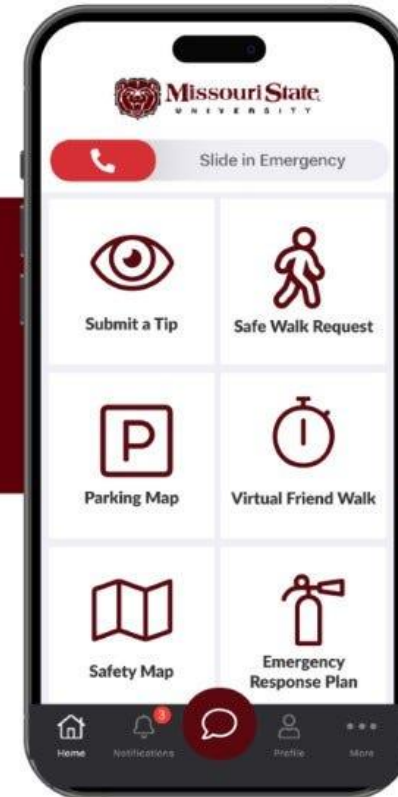 Missouri State
UNIVERSITY
Slide in Emergency
Submit a Tip
Safe Walk Request
P
Parking Map
Virtual Friend Walk
Safety Map
Emergency
Response Plan
3
Home
Notifications
Profile
More